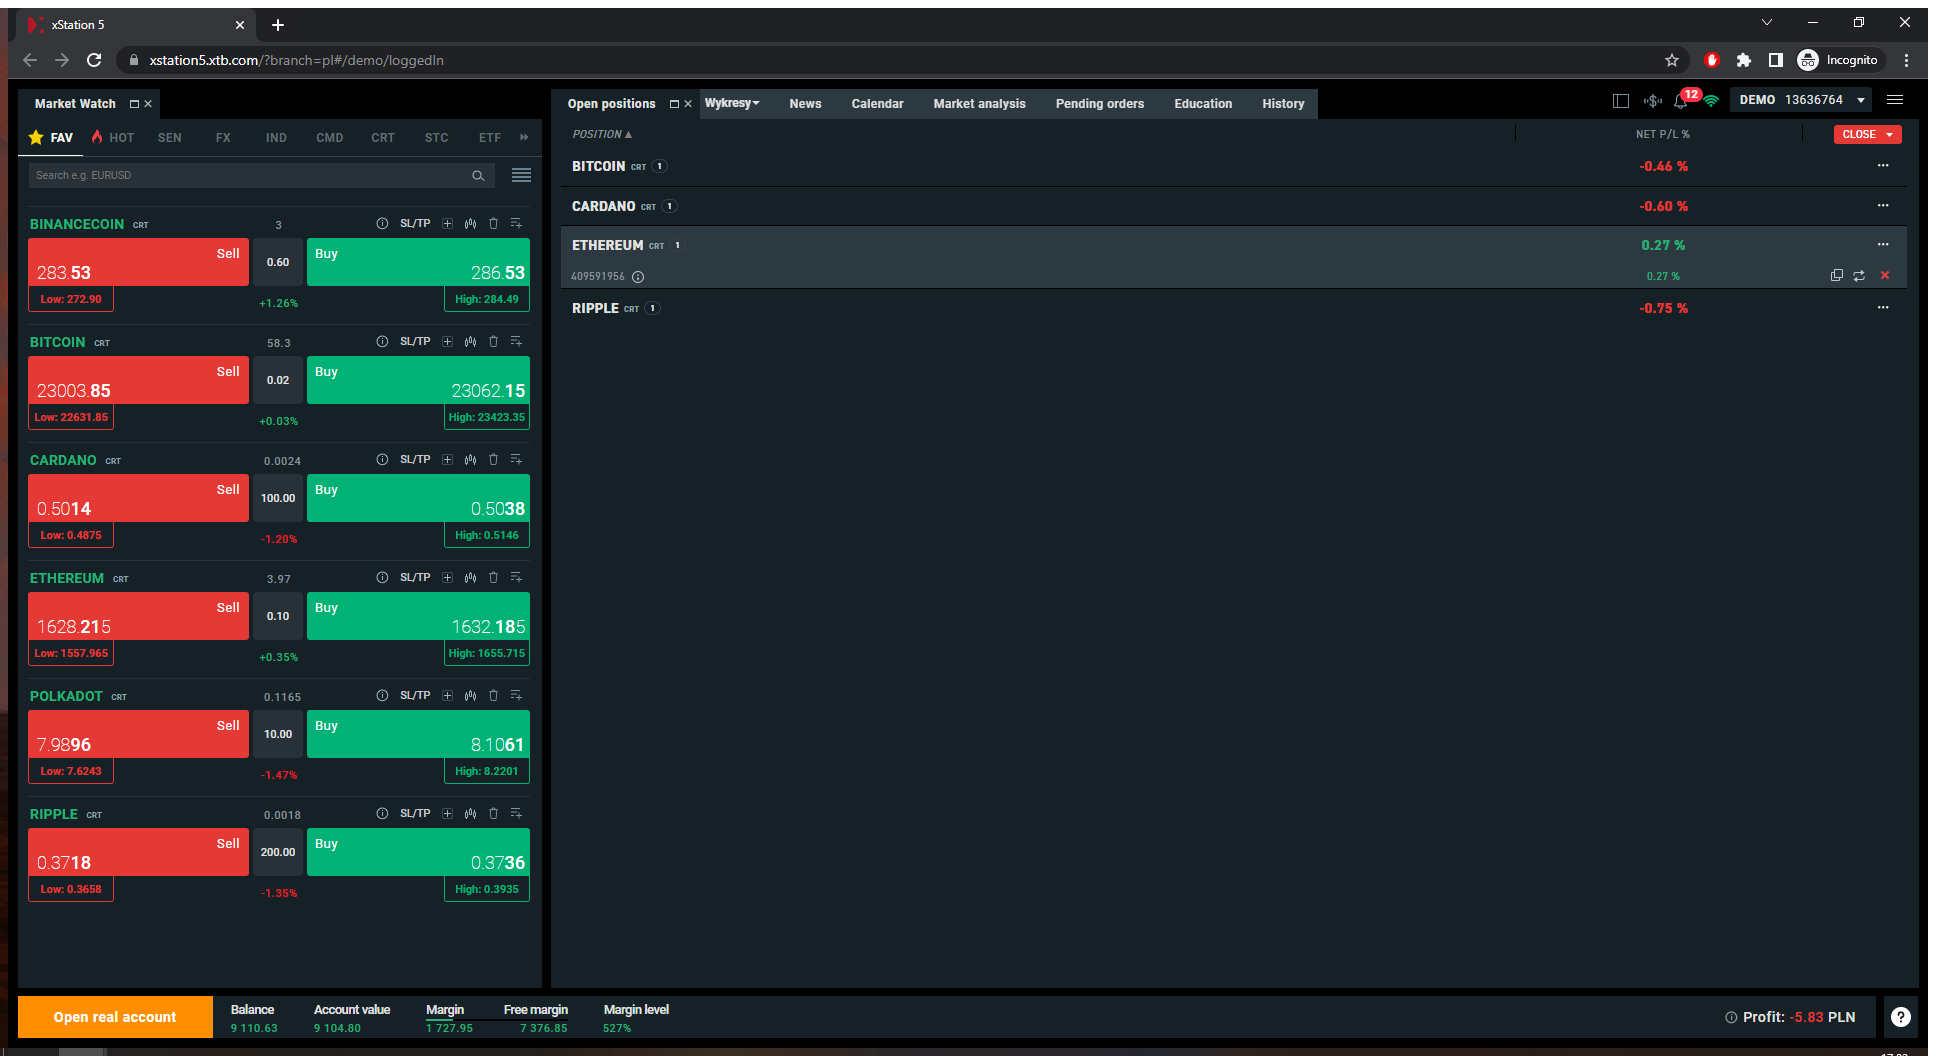 xStation 5
xstation5.xtb.com/?branch=pl#/demo/loggedIn
Incognito
Market Watch
FAV HOT SEN FX IND CMD CRT STC ETF
Search e.g. EURUSD
BINANCECOIN CRT 3 SL/TP
Sell 0.60 Buy
283.53 286.53
Low: 272.90 +1.26% High: 284.49
BITCOIN CRT 58.3 SL/TP
Sell 0.02 Buy
23003.85 23062.15
Low: 22631.85 +0.03% High: 23423.35
CARDANO CRT 0.0024 SL/TP
Sell 100.00 Buy
0.5014 0.5038
Low: 0.4875 -1.20% High: 0.5146
ETHEREUM CRT 3.97 SL/TP
Sell 0.10 Buy
1628.215 1632.185
Low: 1557.965 +0.35% High: 1655.715
POLKADOT CRT 0.1165 SL/TP
Sell 10.00 Buy
7.9896 8.1061
Low: 7.6243 -1.47% High: 8.2201
RIPPLE CRT 0.0018 SL/TP
Sell 200.00 Buy
0.3718 0.3736
Low: 0.3658 -1.35% High: 0.3935
Open positions Wykresy News Calendar Market analysis Pending orders Education History
12 DEMO 13636764
POSITION NET P/L % CLOSE
BITCOIN CRT 1 -0.46 %
CARDANO CRT 1 -0.60 %
ETHEREUM CRT 1 0.27 %
409591956 0.27 %
RIPPLE CRT 1 -0.75 %
Open real account
Balance Account value Margin Free margin Margin level
9 110.63 9 104.80 1 727.95 7 376.85 527%
Profit: -5.83 PLN